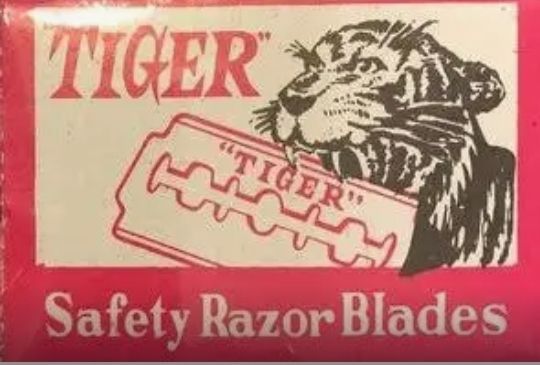 "TIGER"
"TIGER"
Safety Razor Blades